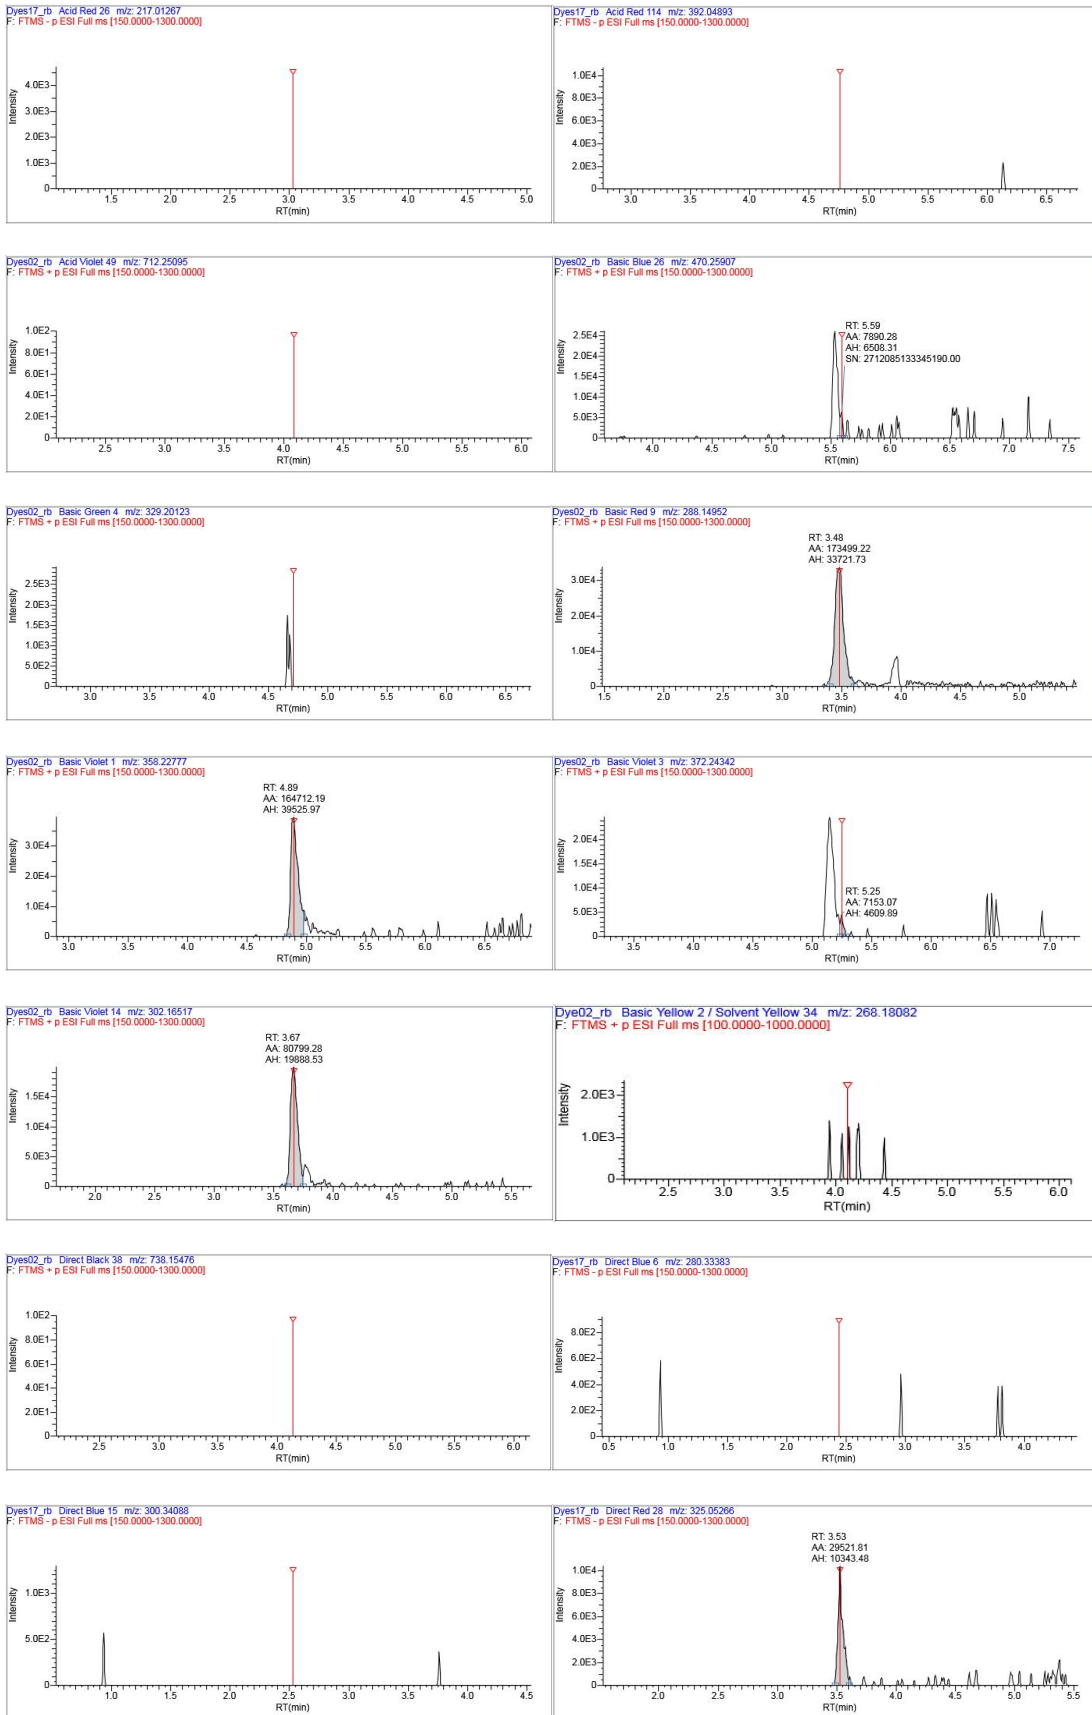 Dyes17_rb Acid Red 26 m/z: 217.01267
F: FTMS - p ESI Full ms [150.0000-1300.0000]
Intensity
4.0E3
3.0E3
2.0E3
1.0E3
0
1.5 2.0 2.5 3.0 3.5 4.0 4.5 5.0
RT(min)
Dyes17_rb Acid Red 114 m/z: 392.04893
F: FTMS - p ESI Full ms [150.0000-1300.0000]
Intensity
1.0E4
8.0E3
6.0E3
4.0E3
2.0E3
0
3.0 3.5 4.0 4.5 5.0 5.5 6.0 6.5
RT(min)
Dyes02_rb Acid Violet 49 m/z: 712.25095
F: FTMS + p ESI Full ms [150.0000-1300.0000]
Intensity
1.0E2
8.0E1
6.0E1
4.0E1
2.0E1
0
2.5 3.0 3.5 4.0 4.5 5.0 5.5 6.0
RT(min)
Dyes02_rb Basic Blue 26 m/z: 470.25907
F: FTMS + p ESI Full ms [150.0000-1300.0000]
RT: 5.59
AA: 7890.28
AH: 6508.31
SN: 2712085133345190.00
Intensity
2.5E4
2.0E4
1.5E4
1.0E4
5.0E3
0
4.0 4.5 5.0 5.5 6.0 6.5 7.0 7.5
RT(min)
Dyes02_rb Basic Green 4 m/z: 329.20123
F: FTMS + p ESI Full ms [150.0000-1300.0000]
Intensity
2.5E3
2.0E3
1.5E3
1.0E3
5.0E2
0
3.0 3.5 4.0 4.5 5.0 5.5 6.0 6.5
RT(min)
Dyes02_rb Basic Red 9 m/z: 288.14952
F: FTMS + p ESI Full ms [150.0000-1300.0000]
RT: 3.48
AA: 173499.22
AH: 33721.73
Intensity
3.0E4
2.0E4
1.0E4
0
1.5 2.0 2.5 3.0 3.5 4.0 4.5 5.0
RT(min)
Dyes02_rb Basic Violet 1 m/z: 358.22777
F: FTMS + p ESI Full ms [150.0000-1300.0000]
RT: 4.89
AA: 164712.19
AH: 39525.97
Intensity
3.0E4
2.0E4
1.0E4
0
3.0 3.5 4.0 4.5 5.0 5.5 6.0 6.5
RT(min)
Dyes02_rb Basic Violet 3 m/z: 372.24342
F: FTMS + p ESI Full ms [150.0000-1300.0000]
RT: 5.25
AA: 7153.07
AH: 4609.89
Intensity
2.0E4
1.5E4
1.0E4
5.0E3
0
3.5 4.0 4.5 5.0 5.5 6.0 6.5 7.0
RT(min)
Dyes02_rb Basic Violet 14 m/z: 302.16517
F: FTMS + p ESI Full ms [150.0000-1300.0000]
RT: 3.67
AA: 80799.28
AH: 19888.53
Intensity
1.5E4
1.0E4
5.0E3
0
2.0 2.5 3.0 3.5 4.0 4.5 5.0 5.5
RT(min)
Dye02_rb Basic Yellow 2 / Solvent Yellow 34 m/z: 268.18082
F: FTMS + p ESI Full ms [100.0000-1000.0000]
Intensity
2.0E3
1.0E3
0
2.5 3.0 3.5 4.0 4.5 5.0 5.5 6.0
RT(min)
Dyes02_rb Direct Black 38 m/z: 738.15476
F: FTMS + p ESI Full ms [150.0000-1300.0000]
Intensity
1.0E2
8.0E1
6.0E1
4.0E1
2.0E1
0
2.5 3.0 3.5 4.0 4.5 5.0 5.5 6.0
RT(min)
Dyes17_rb Direct Blue 6 m/z: 280.33383
F: FTMS - p ESI Full ms [150.0000-1300.0000]
Intensity
8.0E2
6.0E2
4.0E2
2.0E2
0
0.5 1.0 1.5 2.0 2.5 3.0 3.5 4.0
RT(min)
Dyes17_rb Direct Blue 15 m/z: 300.34088
F: FTMS - p ESI Full ms [150.0000-1300.0000]
Intensity
1.0E3
5.0E2
0
1.0 1.5 2.0 2.5 3.0 3.5 4.0 4.5
RT(min)
Dyes17_rb Direct Red 28 m/z: 325.05266
F: FTMS - p ESI Full ms [150.0000-1300.0000]
RT: 3.53
AA: 29521.81
AH: 10343.48
Intensity
1.0E4
8.0E3
6.0E3
4.0E3
2.0E3
0
2.0 2.5 3.0 3.5 4.0 4.5 5.0 5.5
RT(min)